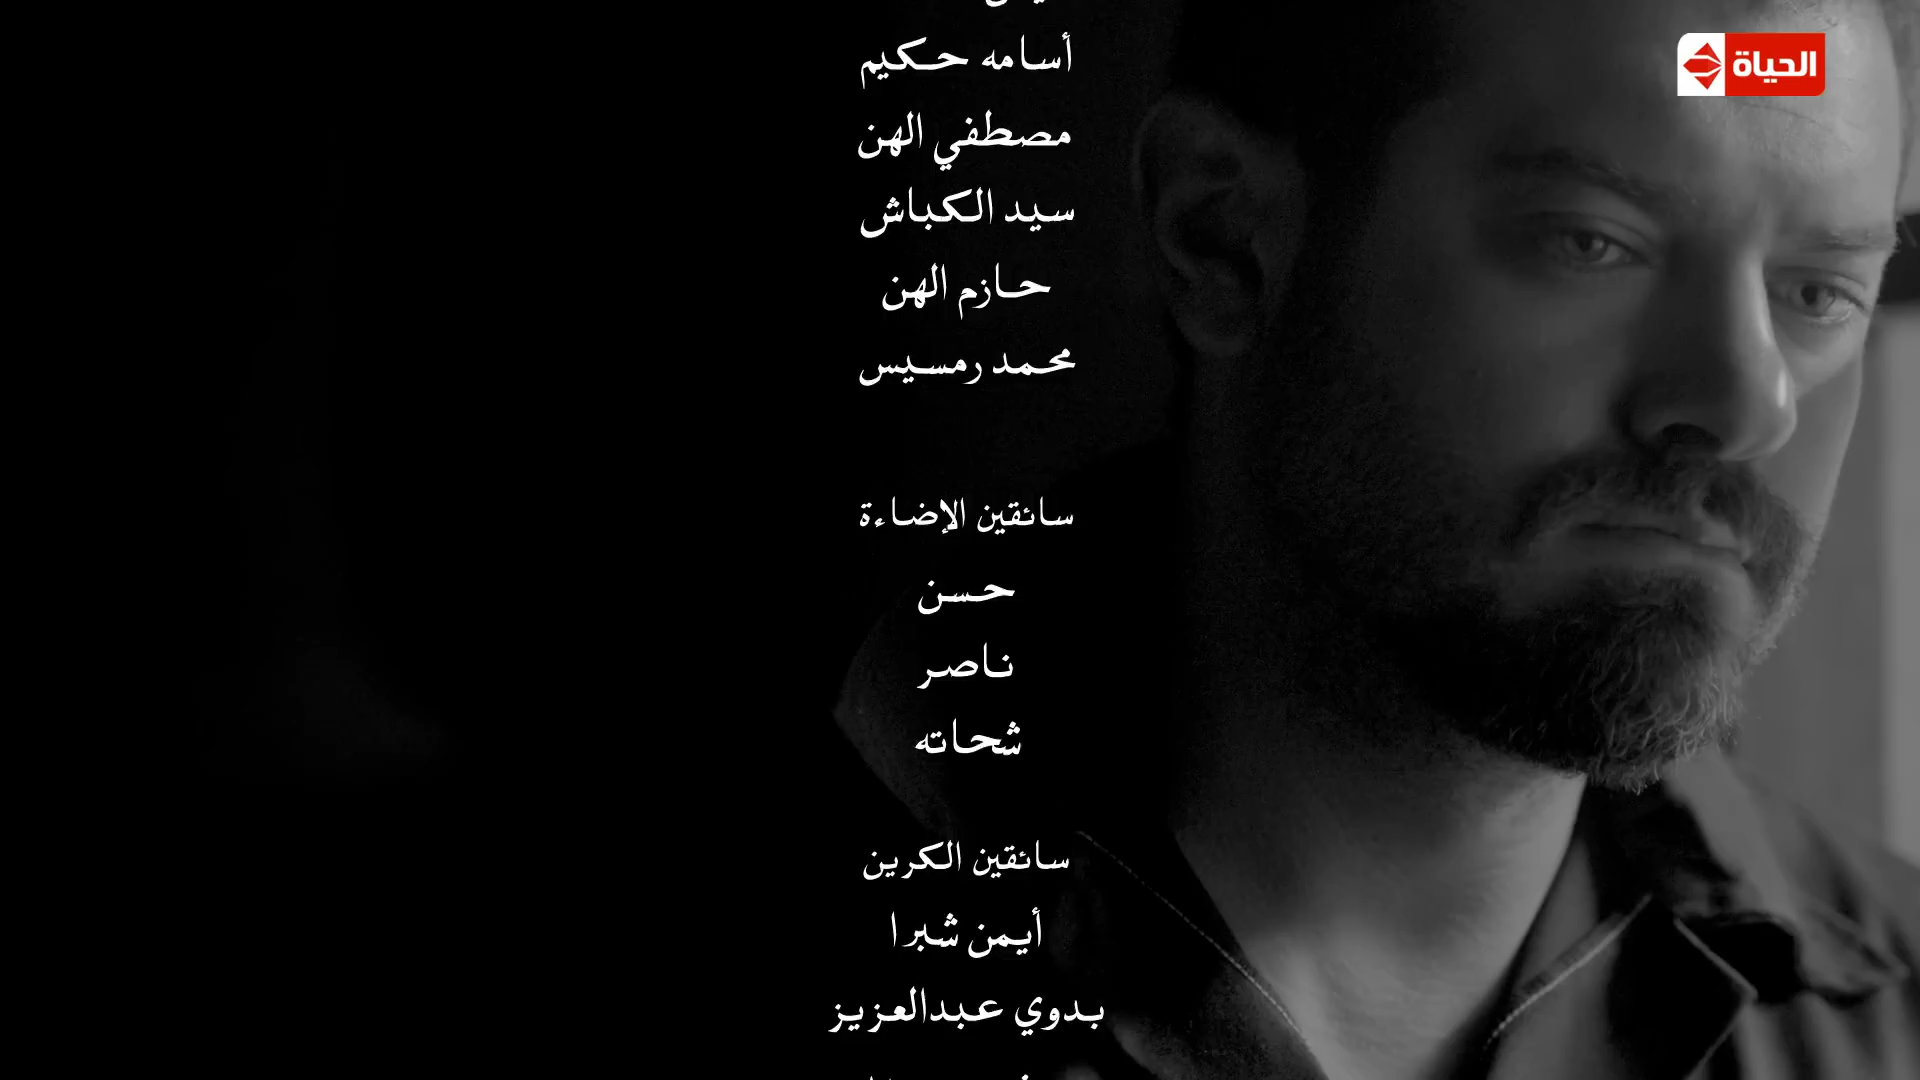 الحياة
أسامه حكيم
مصطفي الهن
سيد الكباش
حازم الهن
محمد رمسيس
سائقين الإضاءة
حسن
ناصر
شحاته
سائقين الكرين
أيمن شبرا
بدوي عبدالعزيز